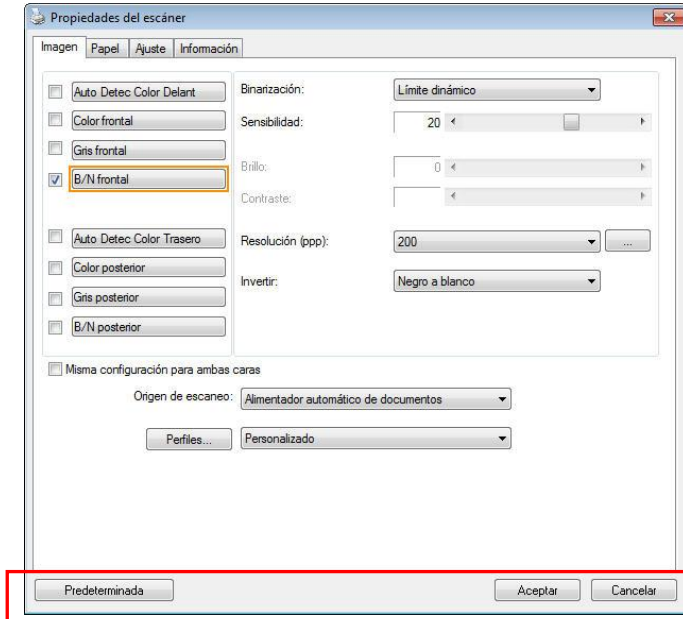 Propiedades del escáner
Imagen Papel Ajuste Información
Auto Detec Color Delant
Color frontal
Gris frontal
B/N frontal
Auto Detec Color Trasero
Color posterior
Gris posterior
B/N posterior
Binarización: Límite dinámico
Sensibilidad: 20
Brillo: 0
Contraste:
Resolución (ppp): 200 ...
Invertir: Negro a blanco
Misma configuración para ambas caras
Origen de escaneo: Alimentador automático de documentos
Perfiles... Personalizado
Predeterminada Aceptar Cancelar